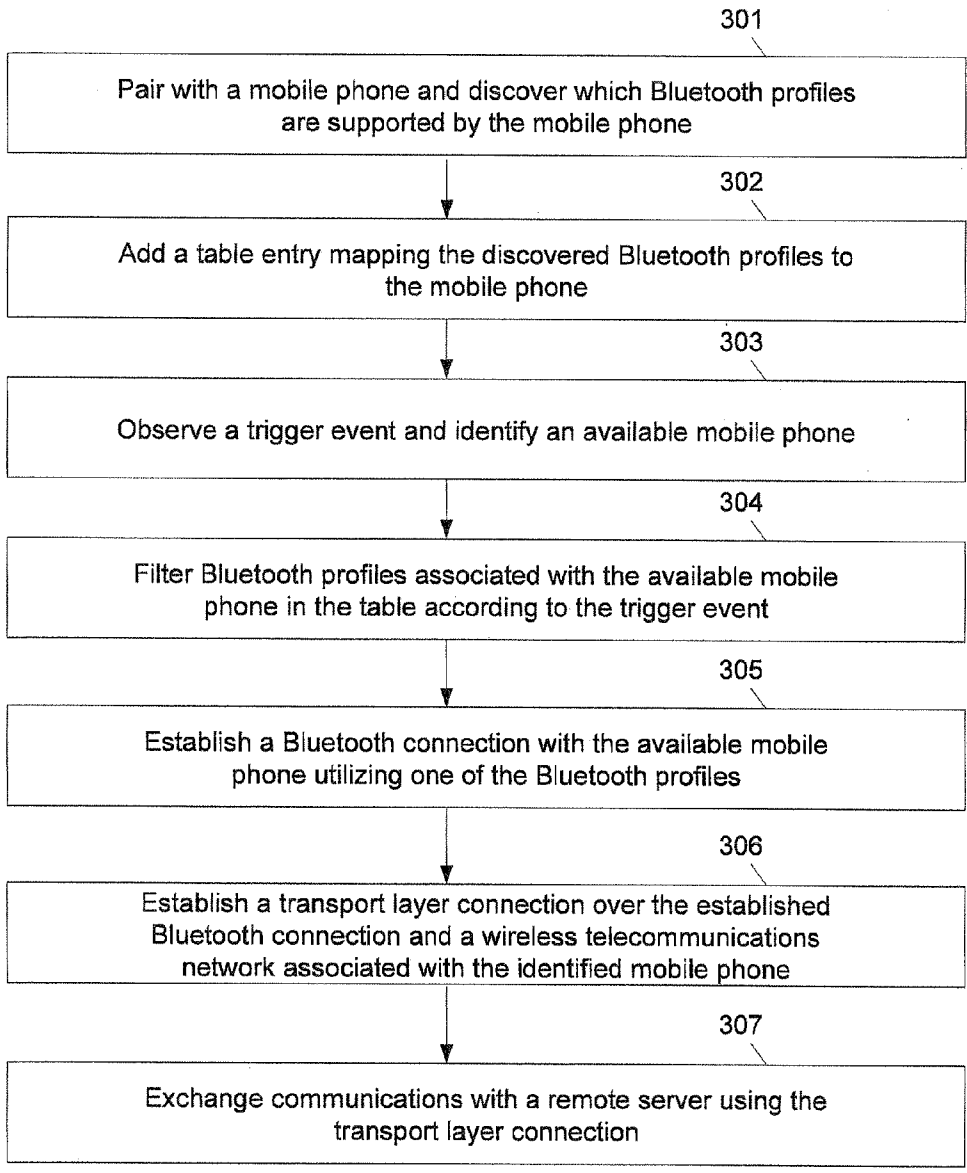 301
Pair with a mobile phone and discover which Bluetooth profiles
are supported by the mobile phone
302
Add a table entry mapping the discovered Bluetooth profiles to
the mobile phone
303
Observe a trigger event and identify an available mobile phone
304
Filter Bluetooth profiles associated with the available mobile
phone in the table according to the trigger event
305
Establish a Bluetooth connection with the available mobile
phone utilizing one of the Bluetooth profiles
306
Establish a transport layer connection over the established
Bluetooth connection and a wireless telecommunications
network associated with the identified mobile phone
307
Exchange communications with a remote server using the
transport layer connection